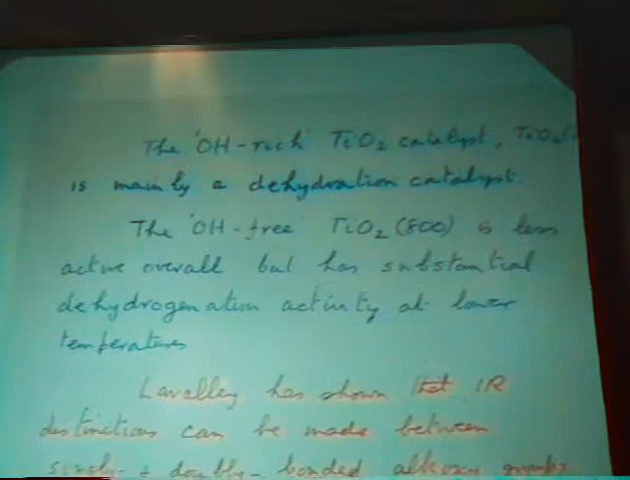 The 'OH-rich' TiO2 catalyst, TiO2
is mainly a dehydration catalyst.
The 'OH-free' TiO2 (800) is less
active overall but has substantial
dehydrogenation activity at lower
temperatures
Lavalley has shown that IR
distinctions can be made between
singly- + doubly- bonded alkoxy groups